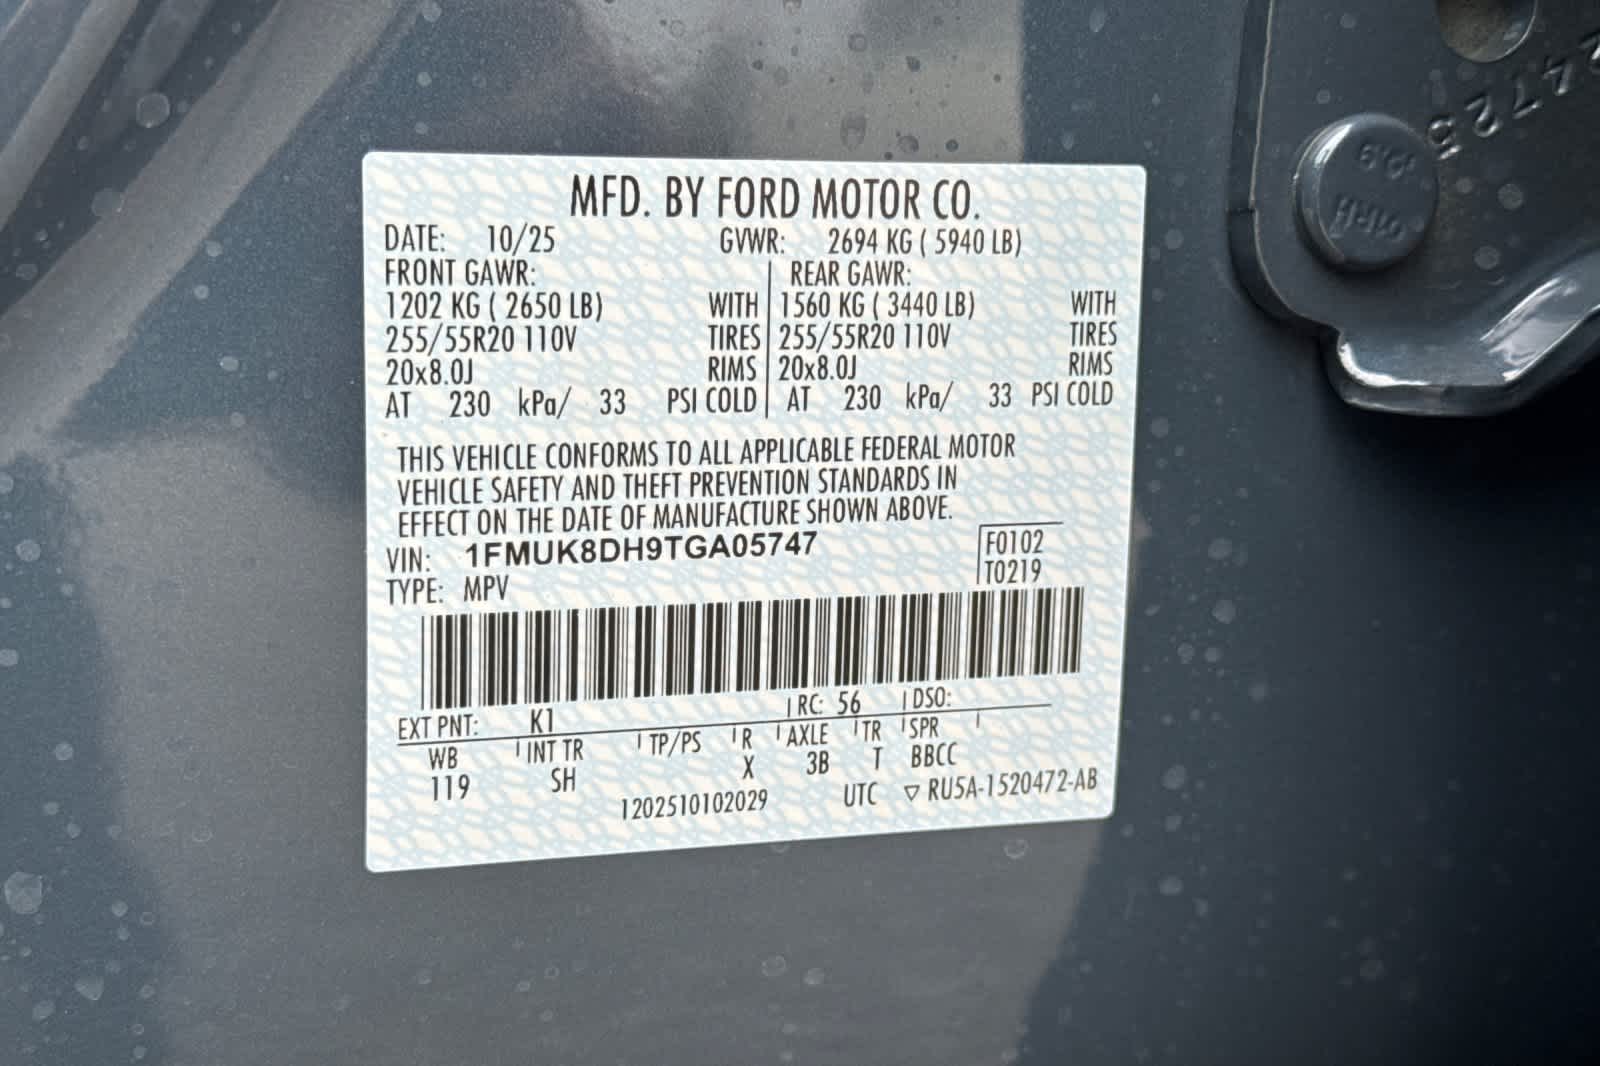 MFD. BY FORD MOTOR CO.
DATE: 10/25 GVWR: 2694 KG ( 5940 LB)
FRONT GAWR: REAR GAWR:
1202 KG ( 2650 LB) WITH 1560 KG ( 3440 LB) WITH
255/55R20 110V TIRES 255/55R20 110V TIRES
20x8.0J RIMS 20x8.0J RIMS
AT 230 kPa/ 33 PSI COLD AT 230 kPa/ 33 PSI COLD
THIS VEHICLE CONFORMS TO ALL APPLICABLE FEDERAL MOTOR
VEHICLE SAFETY AND THEFT PREVENTION STANDARDS IN
EFFECT ON THE DATE OF MANUFACTURE SHOWN ABOVE.
VIN: 1FMUK8DH9TGA05747 F0102
TYPE: MPV T0219
EXT PNT: K1 RC: 56 DSO:
WB INT TR TP/PS R AXLE TR SPR
119 SH X 3B T BBCC
1202510102029 UTC ▽ RU5A-1520472-AB